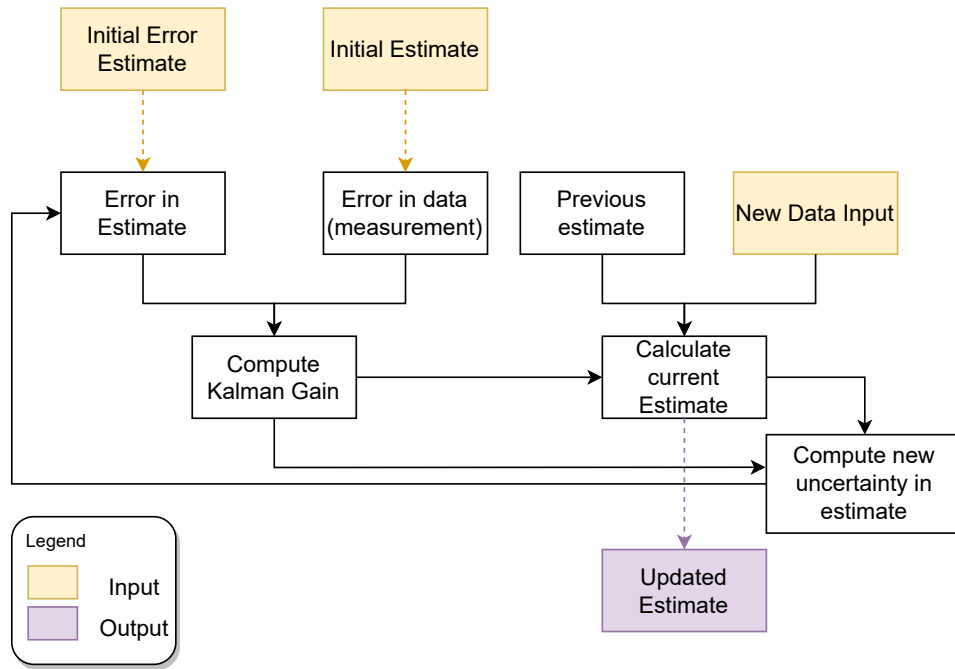 Initial Error
Estimate
Initial Estimate
Error in
Estimate
Error in data
(measurement)
Previous
estimate
New Data Input
Compute
Kalman Gain
Calculate
current
Estimate
Compute new
uncertainty in
estimate
Legend
Input
Output
Updated
Estimate